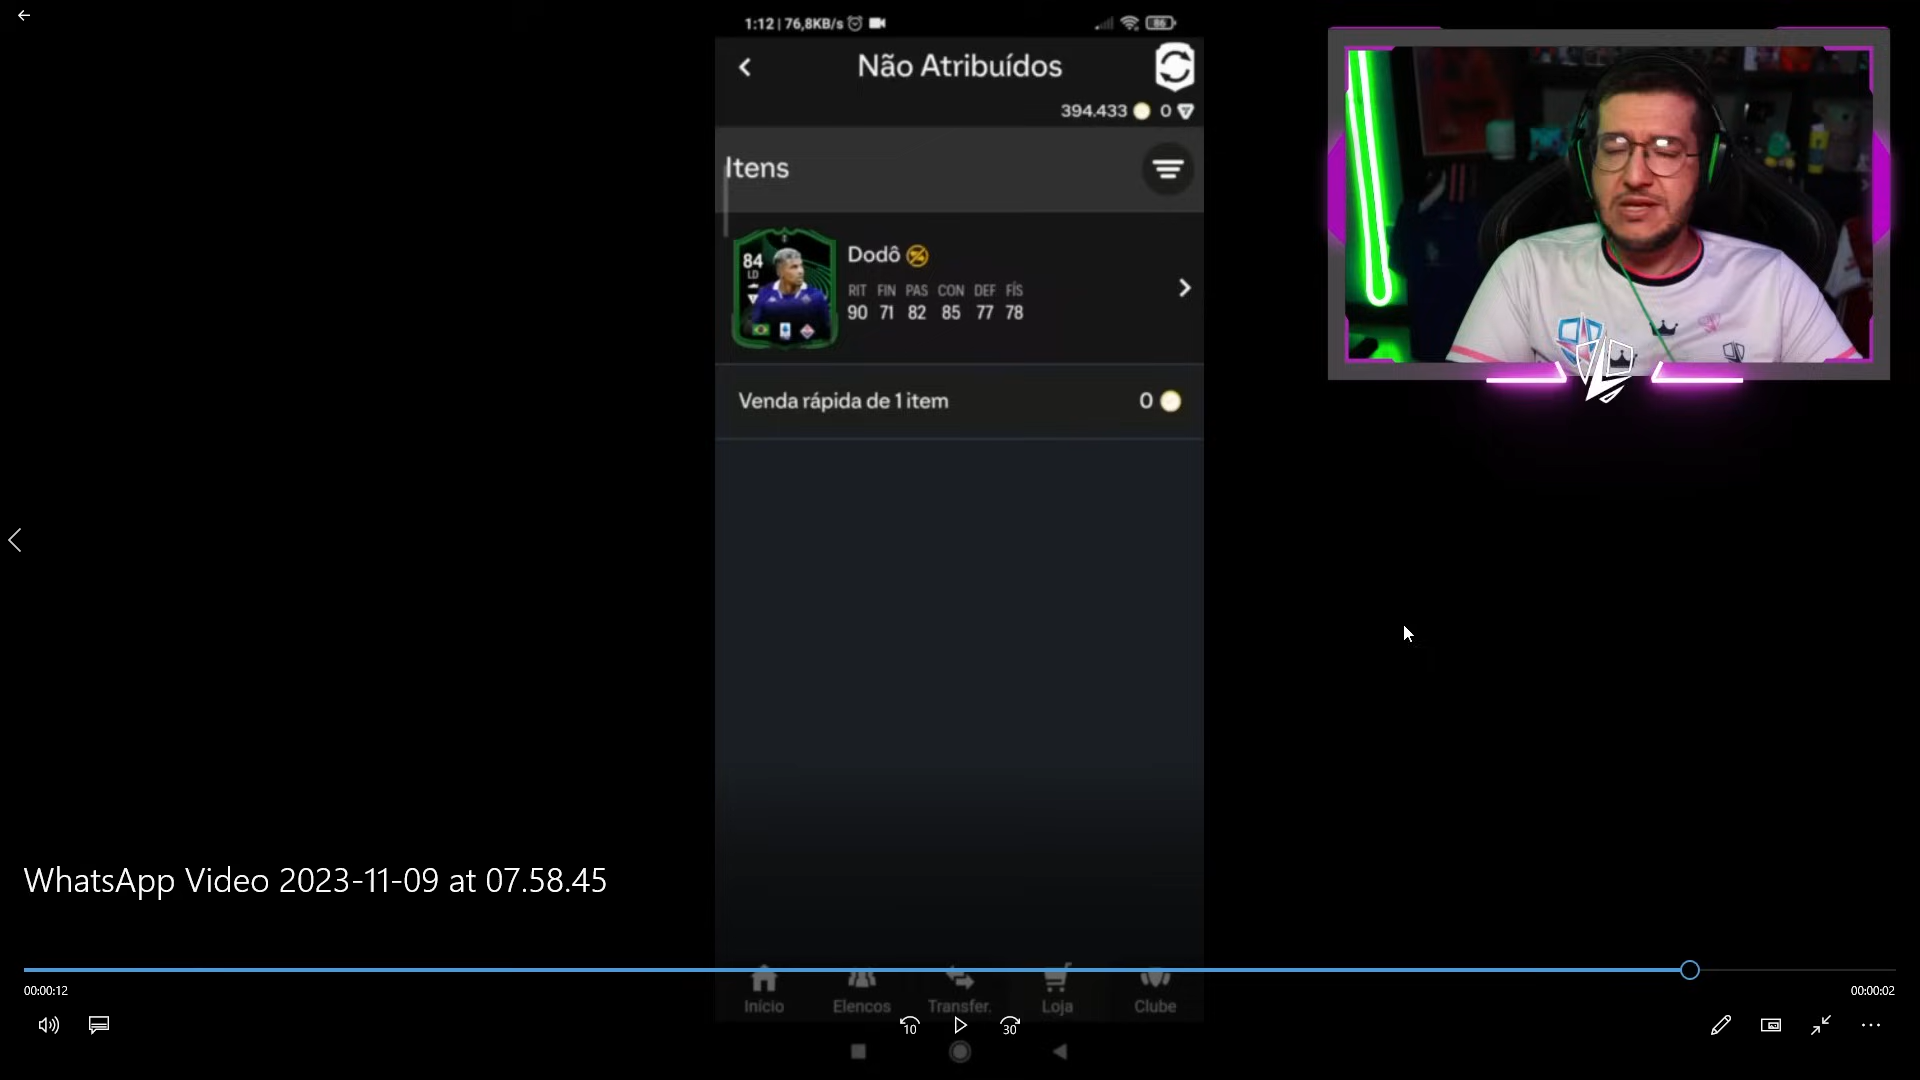 1:12 | 76,8KB/s
86
Não Atribuídos
394.433 0
Itens
84
LD
Dodô
RIT FIN PAS CON DEF FÍS
90 71 82 85 77 78
Venda rápida de 1 item 0
WhatsApp Video 2023-11-09 at 07.58.45
00:00:12
00:00:02
Início Elencos Transfer. Loja Clube
10
30